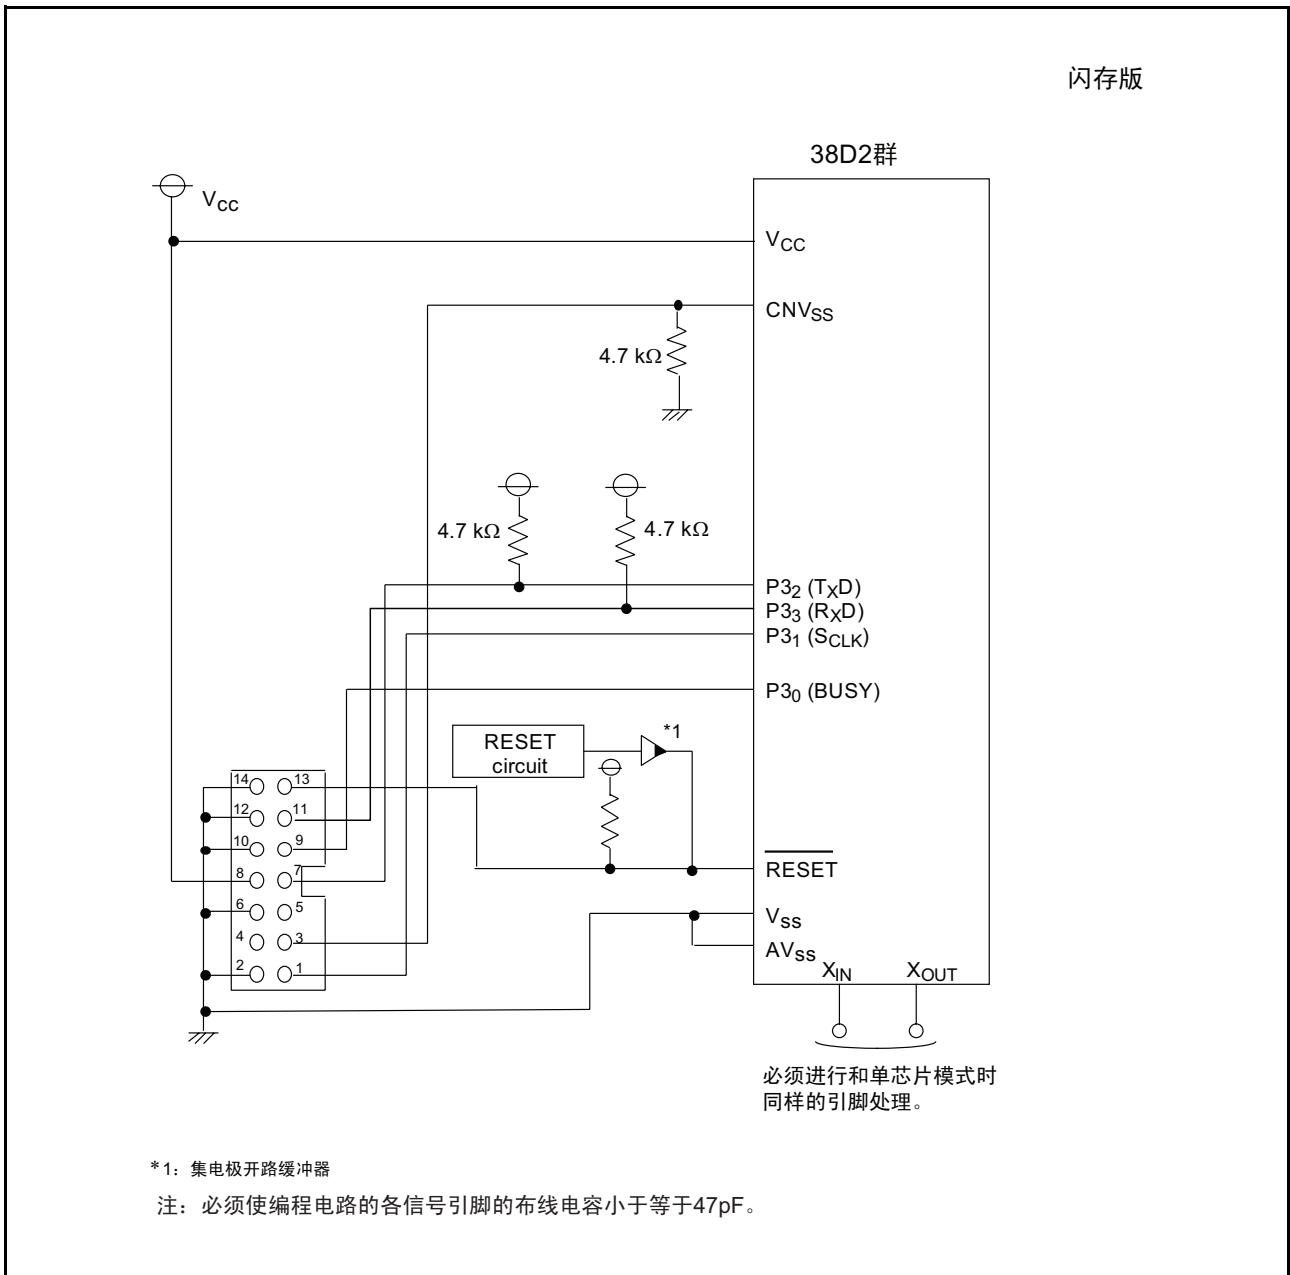 闪存版
38D2群
VCC
VCC
CNVSS
4.7 kΩ
4.7 kΩ
4.7 kΩ
P32 (TXD)
P33 (RXD)
P31 (SCLK)
P30 (BUSY)
RESET
circuit
*1
14 13
12 11
10 9
8 7
6 5
4 3
2 1
RESET
VSS
AVSS
XIN XOUT
必须进行和单芯片模式时
同样的引脚处理。
*1：集电极开路缓冲器
注：必须使编程电路的各信号引脚的布线电容小于等于47pF。